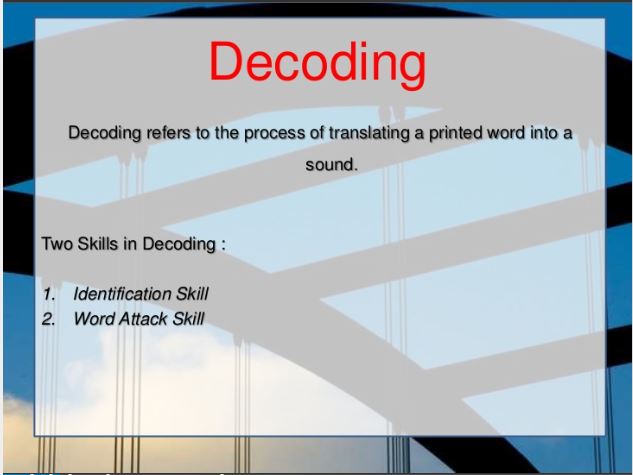 Decoding
Decoding refers to the process of translating a printed word into a
sound.
Two Skills in Decoding :
1. Identification Skill
2. Word Attack Skill